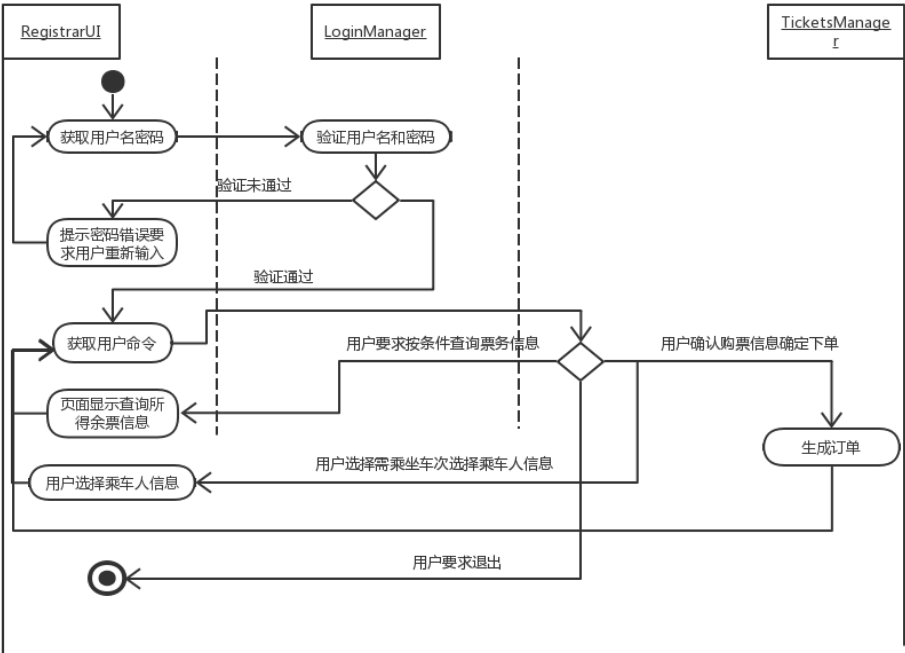 RegistrarUI
LoginManager
TicketsManage
r
获取用户名密码
验证用户名和密码
验证未通过
提示密码错误要
求用户重新输入
验证通过
获取用户命令
用户要求按条件查询票务信息
用户确认购票信息确定下单
页面显示查询所
得余票信息
生成订单
用户选择需乘坐车次选择乘车人信息
用户选择乘车人信息
用户要求退出